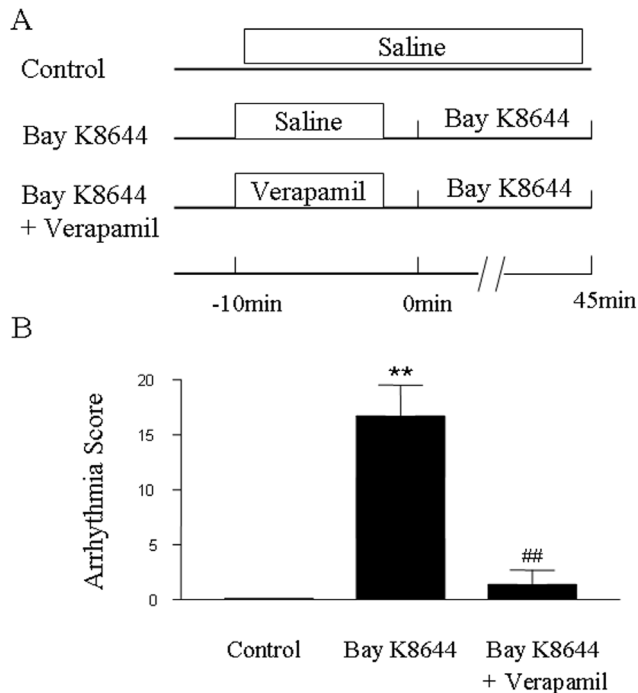 A
Control
Saline
Bay K8644
Saline
Bay K8644
Bay K8644
+ Verapamil
Verapamil
Bay K8644
-10min
0min
45min
B
Arrhythmia Score
20
15
10
5
0
**
##
Control
Bay K8644
Bay K8644
+ Verapamil